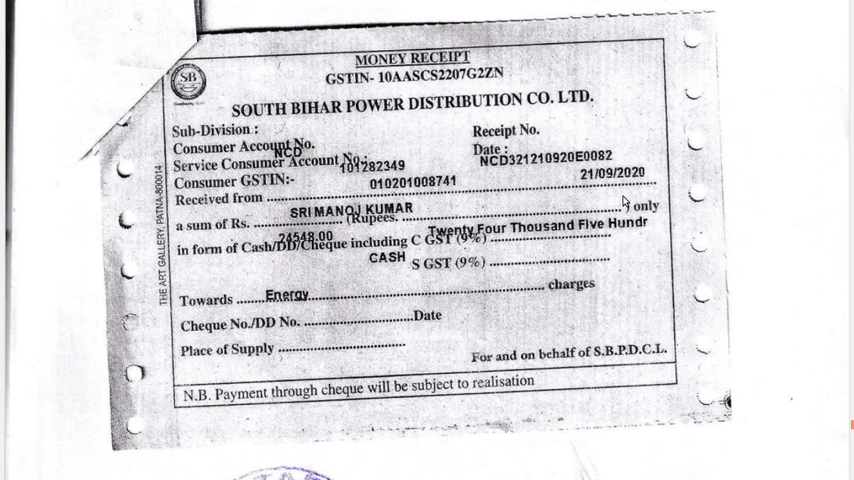 MONEY RECEIPT
GSTIN- 10AASCS2207G2ZN
SB
SOUTH BIHAR POWER DISTRIBUTION CO. LTD.
Sub-Division :
Receipt No.
Consumer Account No.
NCD
Date :
NCD321210920E0082
Service Consumer Account No.:
101282349
Consumer GSTIN:-
010201008741
21/09/2020
Received from
SRI MANOJ KUMAR
a sum of Rs. (Rupees ) only
24548.00
Twenty Four Thousand Five Hundr
in form of Cash/DD/Cheque including C GST (9%)
CASH
S GST (9%)
Towards Energy charges
Cheque No./DD No. Date
Place of Supply
For and on behalf of S.B.P.D.C.L.
N.B. Payment through cheque will be subject to realisation
THE ART GALLERY, PATNA-800014